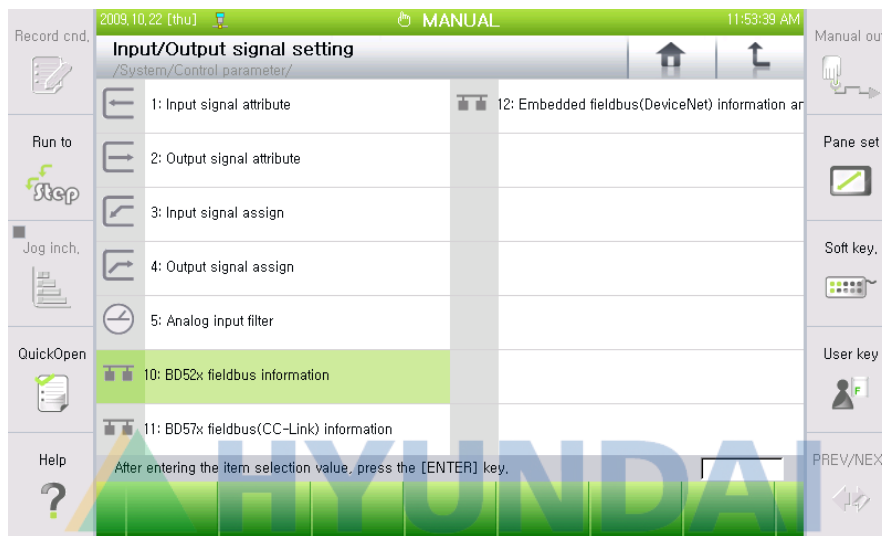 2009,10,22 [thu]
MANUAL
11:53:39 AM
Record cnd,
Input/Output signal setting
/System/Control parameter/
Manual ou
1: Input signal attribute
12: Embedded fieldbus(DeviceNet) information ar
Run to
Step
2: Output signal attribute
Pane set
3: Input signal assign
Jog inch,
4: Output signal assign
Soft key,
5: Analog input filter
QuickOpen
10: BD52x fieldbus information
User key
F
11: BD57x fieldbus(CC-Link) information
Help
After entering the item selection value, press the [ENTER] key,
PREV/NEX
HYUNDAI